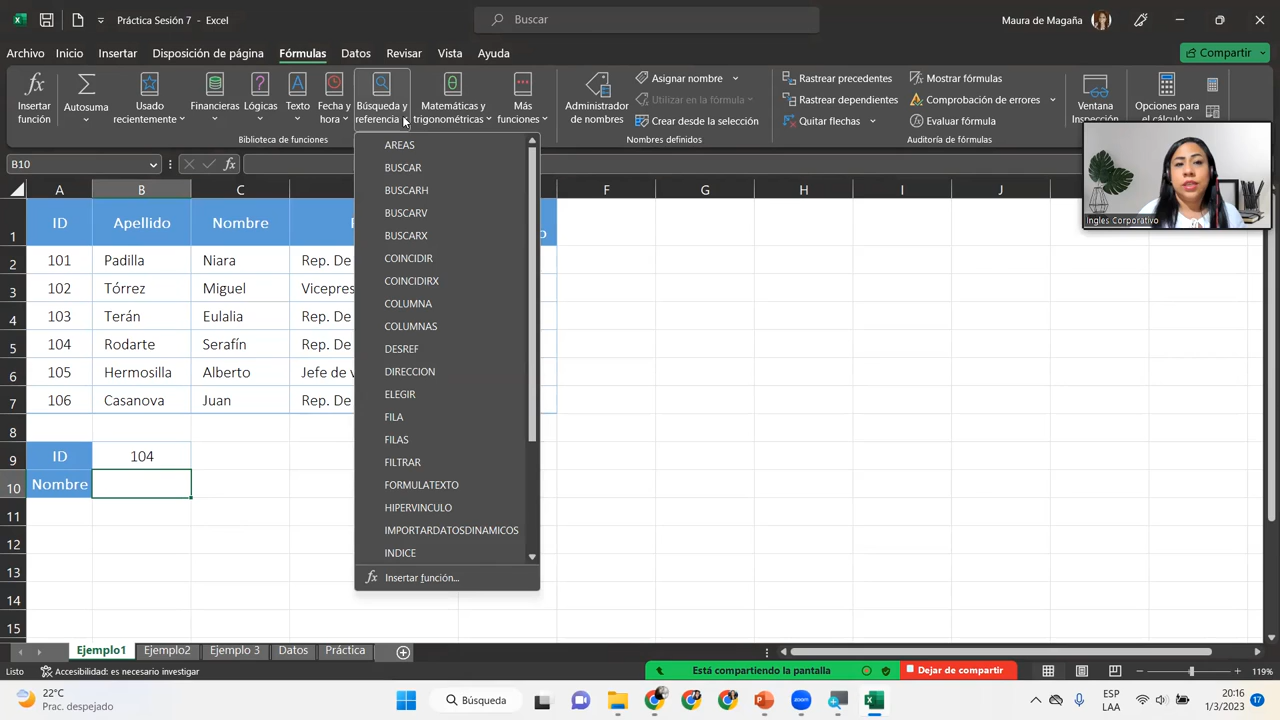 Práctica Sesión 7 - Excel
Buscar
Maura de Magaña
Archivo Inicio Insertar Disposición de página Fórmulas Datos Revisar Vista Ayuda
Compartir
Insertar función
Autosuma
Usado recientemente
Financieras
Lógicas
Texto
Fecha y hora
Búsqueda y referencia
Matemáticas y trigonométricas
Más funciones
Biblioteca de funciones
Administrador de nombres
Asignar nombre
Utilizar en la fórmula
Crear desde la selección
Nombres definidos
Rastrear precedentes
Rastrear dependientes
Quitar flechas
Mostrar fórmulas
Comprobación de errores
Evaluar fórmula
Auditoría de fórmulas
Ventana Inspección
Opciones para el cálculo
B10
fx
AREAS
BUSCAR
BUSCARH
BUSCARV
BUSCARX
COINCIDIR
COINCIDIRX
COLUMNA
COLUMNAS
DESREF
DIRECCION
ELEGIR
FILA
FILAS
FILTRAR
FORMULATEXTO
HIPERVINCULO
IMPORTARDATOSDINAMICOS
INDICE
fx Insertar función...
Ingles Corporativo
A B C F G H I J
1 ID Apellido Nombre
2 101 Padilla Niara Rep. De
3 102 Tórrez Miguel Vicepres
4 103 Terán Eulalia Rep. De
5 104 Rodarte Serafín Rep. De
6 105 Hermosilla Alberto Jefe de v
7 106 Casanova Juan Rep. De
8
9 ID 104
10 Nombre
11
12
13
14
15
Ejemplo1 Ejemplo2 Ejemplo 3 Datos Práctica
Listo
Accesibilidad: es necesario investigar
Está compartiendo la pantalla
Dejar de compartir
119%
22°C
Prac. despejado
Búsqueda
zoom
ESP
LAA
20:16
1/3/2023
17